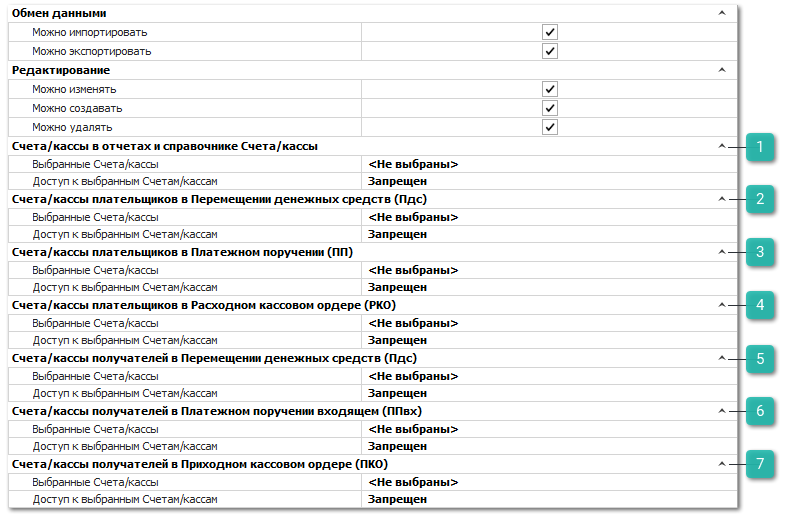 Обмен данными
Можно импортировать
Можно экспортировать
Редактирование
Можно изменять
Можно создавать
Можно удалять
Счета/кассы в отчетах и справочнике Счета/кассы 1
Выбранные Счета/кассы <Не выбраны>
Доступ к выбранным Счетам/кассам Запрещен
Счета/кассы плательщиков в Перемещении денежных средств (Пдс) 2
Выбранные Счета/кассы <Не выбраны>
Доступ к выбранным Счетам/кассам Запрещен
Счета/кассы плательщиков в Платежном поручении (ПП) 3
Выбранные Счета/кассы <Не выбраны>
Доступ к выбранным Счетам/кассам Запрещен
Счета/кассы плательщиков в Расходном кассовом ордере (РКО) 4
Выбранные Счета/кассы <Не выбраны>
Доступ к выбранным Счетам/кассам Запрещен
Счета/кассы получателей в Перемещении денежных средств (Пдс) 5
Выбранные Счета/кассы <Не выбраны>
Доступ к выбранным Счетам/кассам Запрещен
Счета/кассы получателей в Платежном поручении входящем (ППвх) 6
Выбранные Счета/кассы <Не выбраны>
Доступ к выбранным Счетам/кассам Запрещен
Счета/кассы получателей в Приходном кассовом ордере (ПКО) 7
Выбранные Счета/кассы <Не выбраны>
Доступ к выбранным Счетам/кассам Запрещен